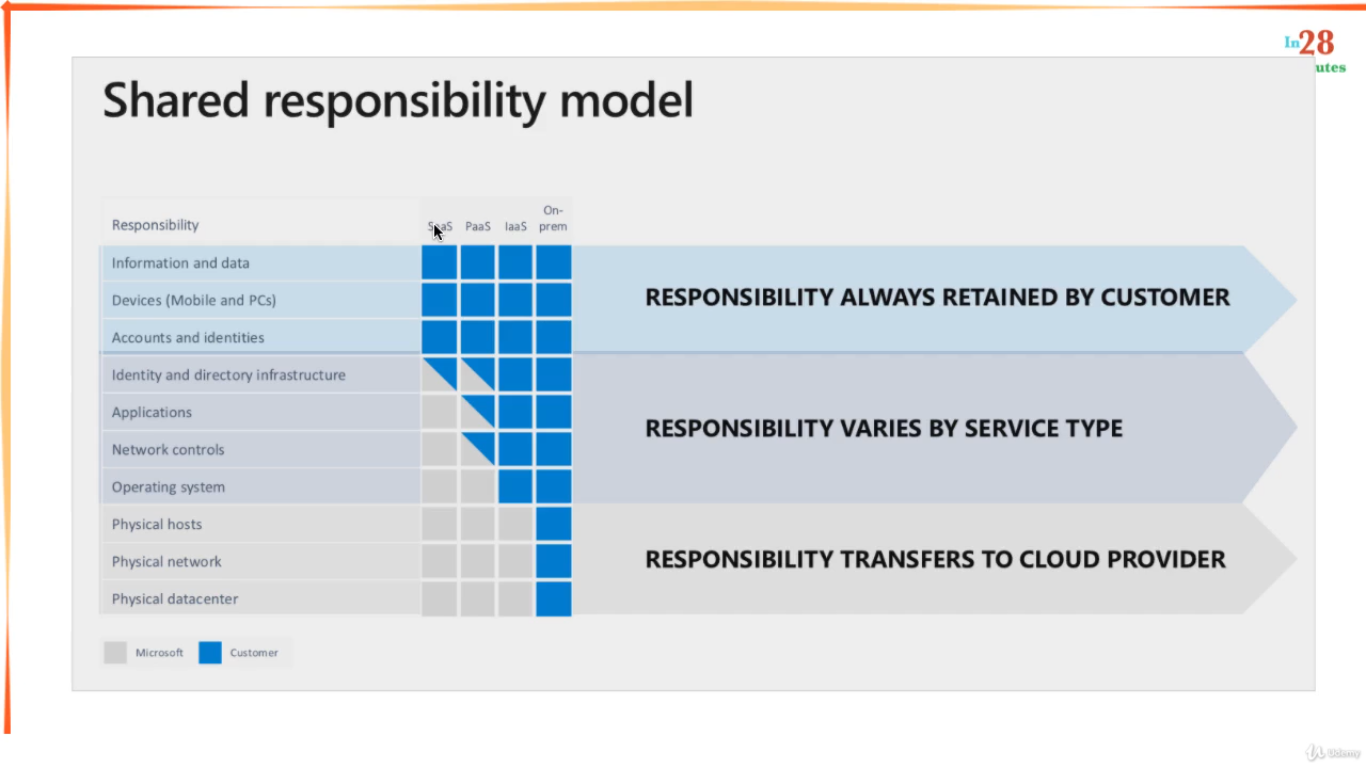 In28
utes
Shared responsibility model
Responsibility
SaaS PaaS IaaS On-prem
Information and data
Devices (Mobile and PCs)
Accounts and identities
RESPONSIBILITY ALWAYS RETAINED BY CUSTOMER
Identity and directory infrastructure
Applications
Network controls
Operating system
RESPONSIBILITY VARIES BY SERVICE TYPE
Physical hosts
Physical network
Physical datacenter
RESPONSIBILITY TRANSFERS TO CLOUD PROVIDER
Microsoft Customer
Udemy